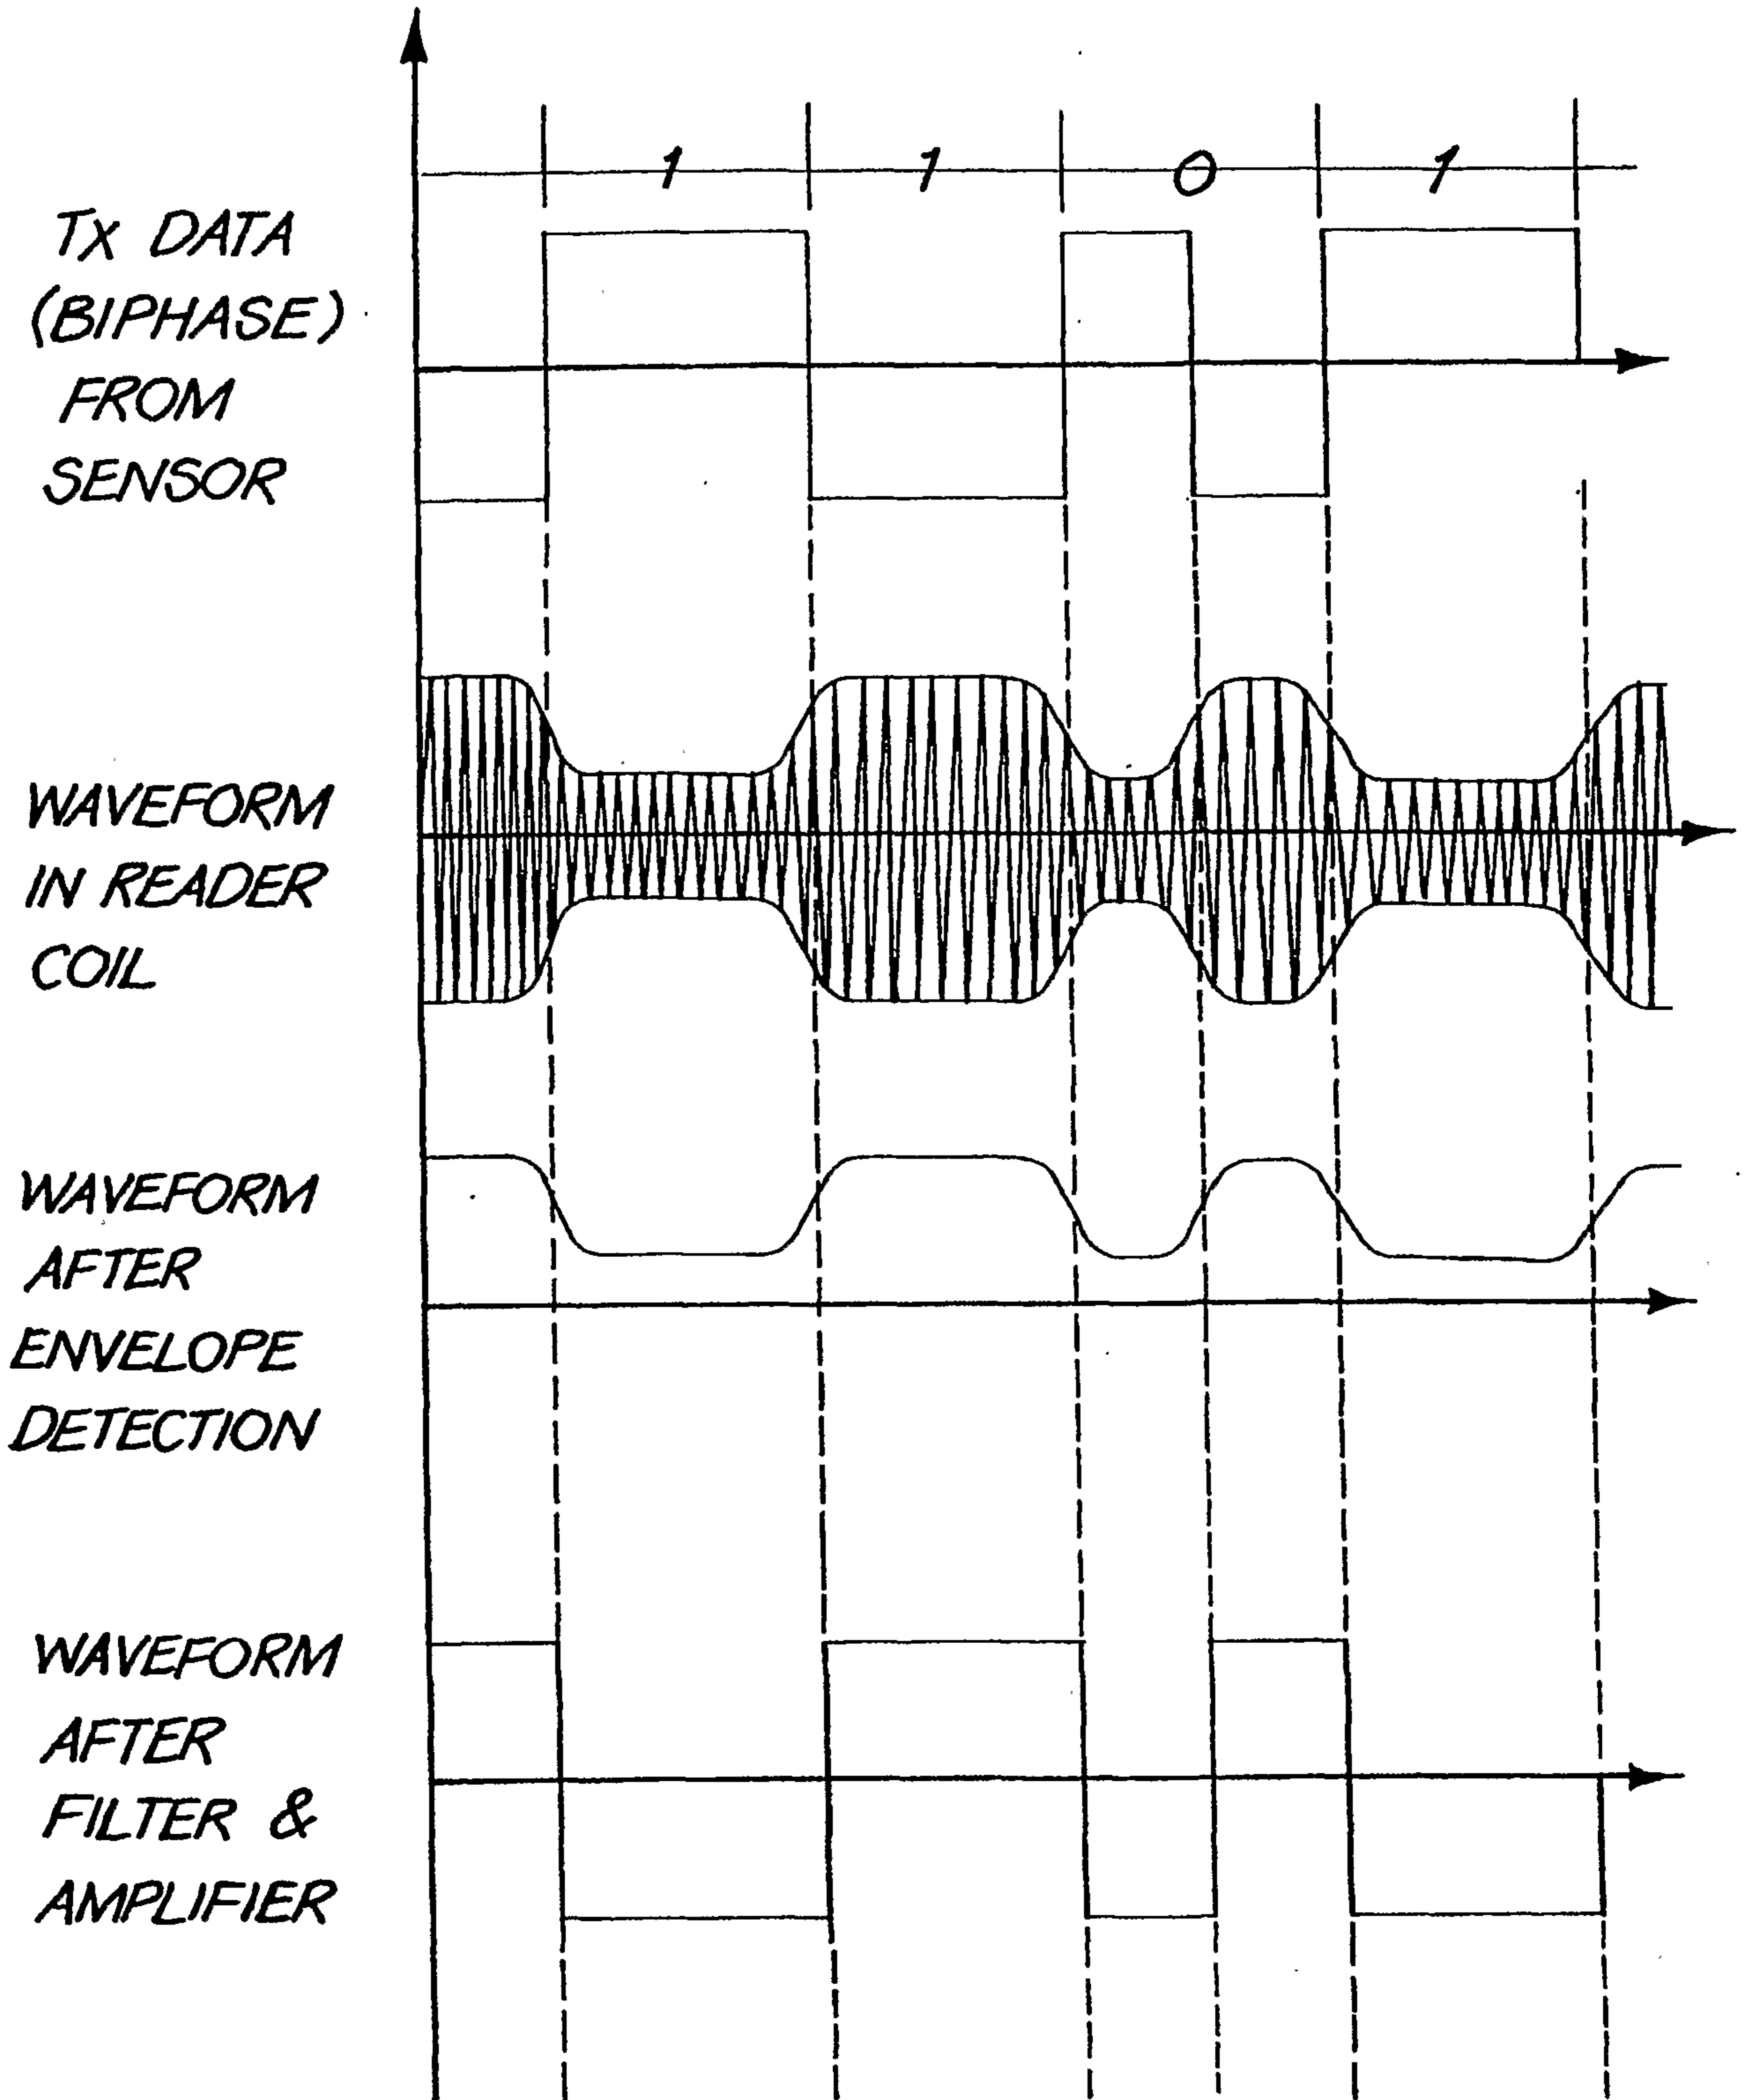 1 1 0 1
TX DATA
(BIPHASE)
FROM
SENSOR
WAVEFORM
IN READER
COIL
WAVEFORM
AFTER
ENVELOPE
DETECTION
WAVEFORM
AFTER
FILTER &
AMPLIFIER